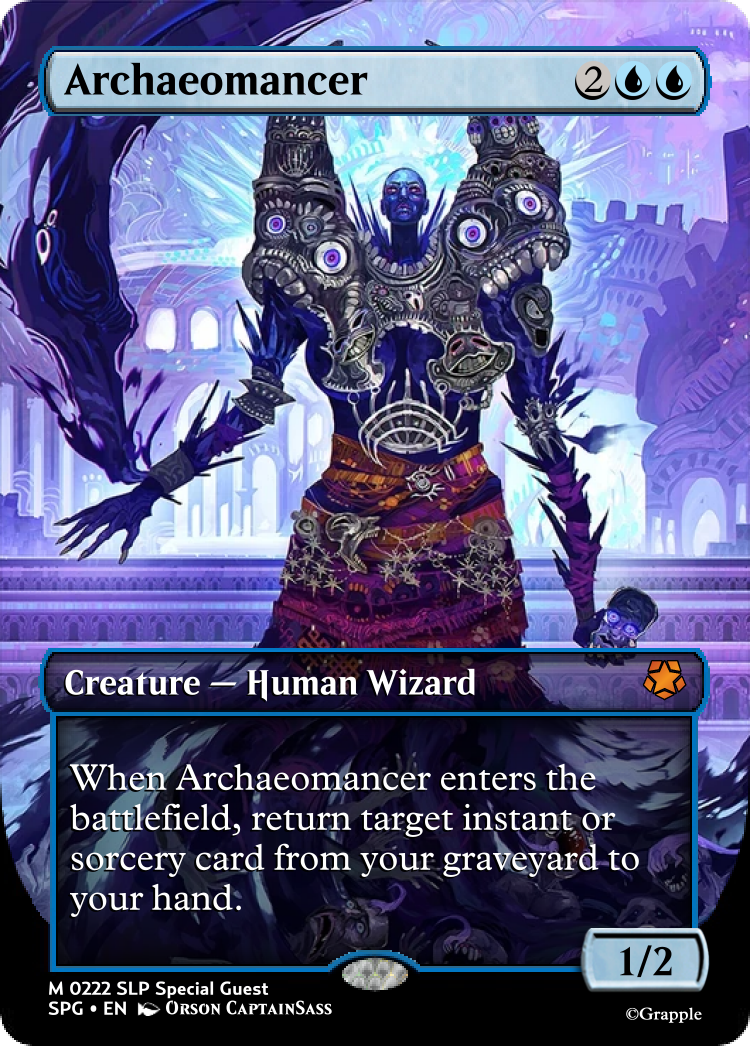 Archaeomancer 2
Creature — Human Wizard
When Archaeomancer enters the
battlefield, return target instant or
sorcery card from your graveyard to
your hand.
1/2
M 0222 SLP Special Guest
SPG • EN Orson CaptainSass
©Grapple